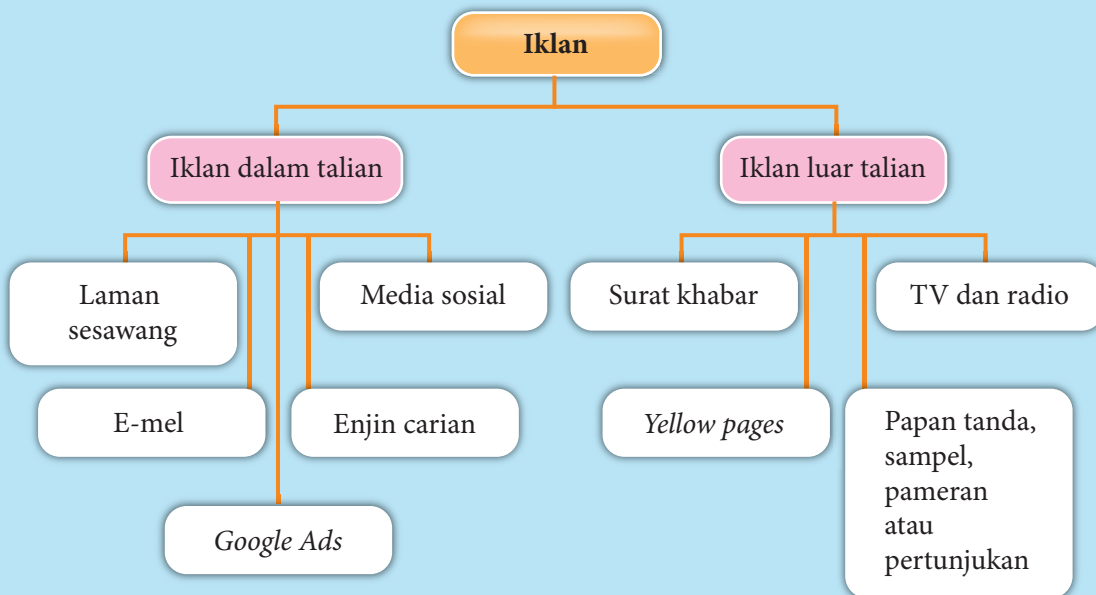 Iklan
Iklan dalam talian
Iklan luar talian
Laman
sesawang
Media sosial
Surat khabar
TV dan radio
E-mel
Enjin carian
Yellow pages
Papan tanda,
sampel,
pameran
atau
pertunjukan
Google Ads